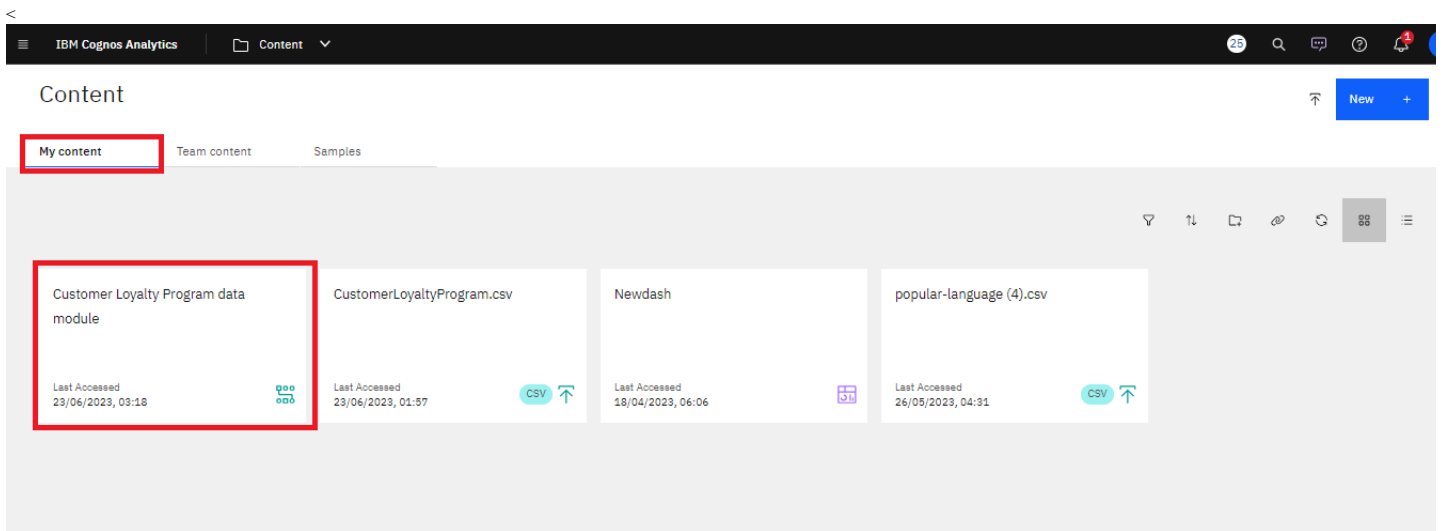 <
IBM Cognos Analytics
Content
25
1
Content
New +
My content
Team content
Samples
Customer Loyalty Program data
module
Last Accessed
23/06/2023, 03:18
CustomerLoyaltyProgram.csv
Last Accessed
23/06/2023, 01:57
CSV
Newdash
Last Accessed
18/04/2023, 06:06
popular-language (4).csv
Last Accessed
26/05/2023, 04:31
CSV